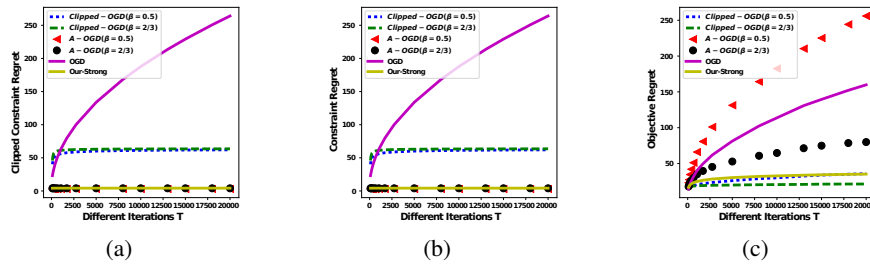 Clipped − OGD(β = 0.5)
Clipped − OGD(β = 2/3)
A − OGD(β = 0.5)
A − OGD(β = 2/3)
OGD
Our-Strong
Clipped Constraint Regret
250
200
150
100
50
0
0 2500 5000 7500 10000 12500 15000 17500 20000
Different Iterations T
(a)
Clipped − OGD(β = 0.5)
Clipped − OGD(β = 2/3)
A − OGD(β = 0.5)
A − OGD(β = 2/3)
OGD
Our-Strong
Constraint Regret
250
200
150
100
50
0
0 2500 5000 7500 10000 12500 15000 17500 20000
Different Iterations T
(b)
Clipped − OGD(β = 0.5)
Clipped − OGD(β = 2/3)
A − OGD(β = 0.5)
A − OGD(β = 2/3)
OGD
Our-Strong
Objective Regret
250
200
150
100
50
0 2500 5000 7500 10000 12500 15000 17500 20000
Different Iterations T
(c)